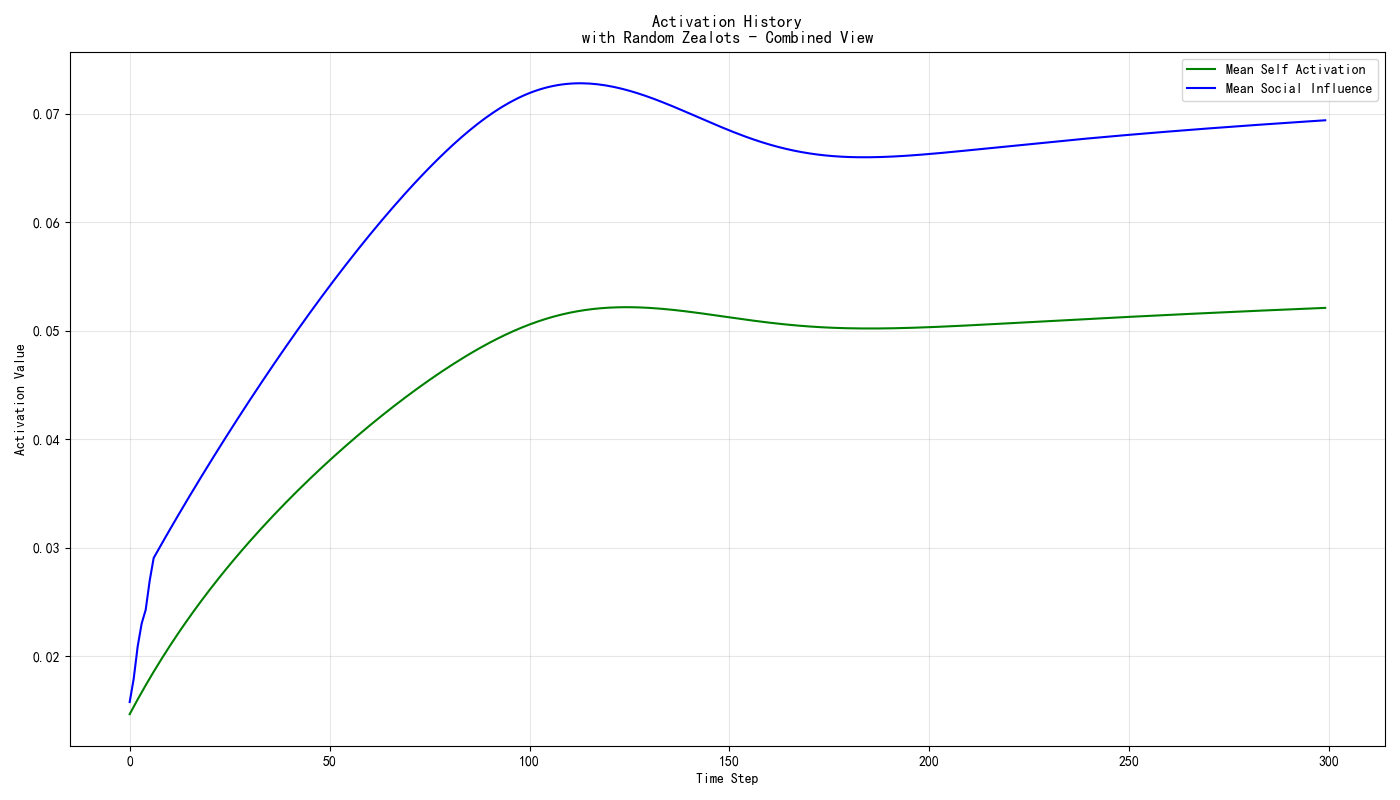 Activation History
with Random Zealots - Combined View
Mean Self Activation
Mean Social Influence
Activation Value
0.07
0.06
0.05
0.04
0.03
0.02
0
50
100
150
200
250
300
Time Step